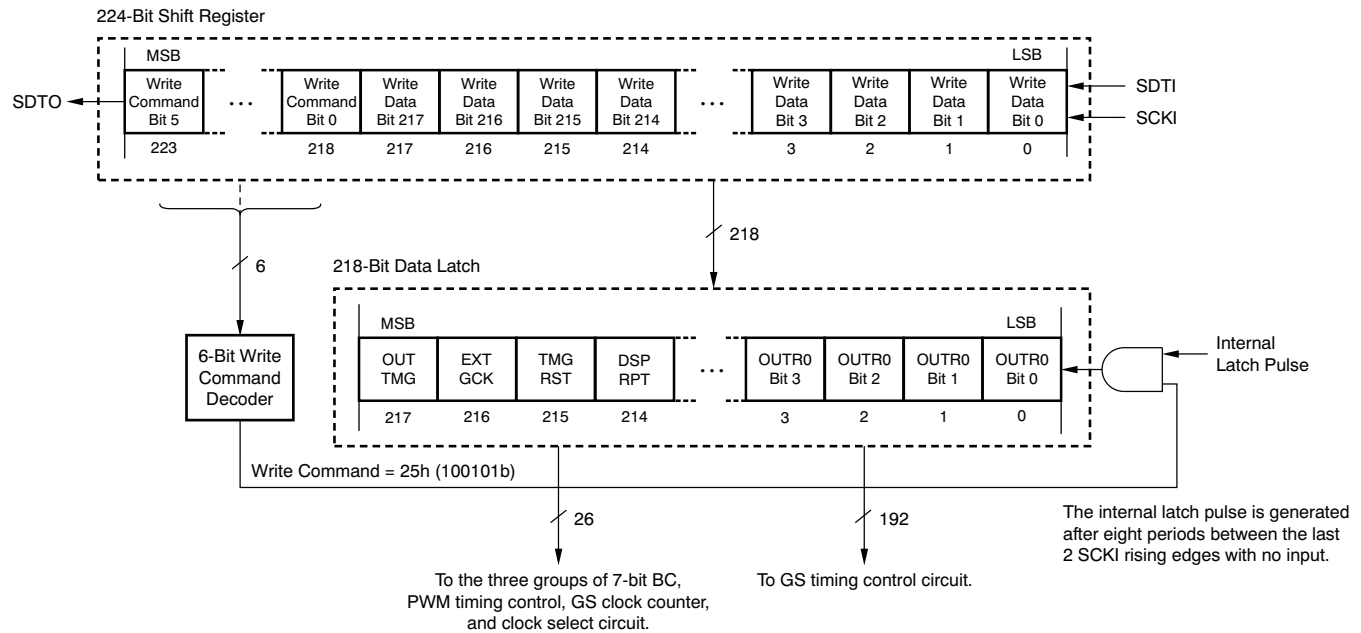 224-Bit Shift Register
MSB
LSB
SDTO
Write Command Bit 5
...
Write Command Bit 0
Write Data Bit 217
Write Data Bit 216
Write Data Bit 215
Write Data Bit 214
...
Write Data Bit 3
Write Data Bit 2
Write Data Bit 1
Write Data Bit 0
SDTI
SCKI
223
218
217
216
215
214
3
2
1
0
6
218
218-Bit Data Latch
MSB
LSB
6-Bit Write
Command
Decoder
OUT TMG
EXT GCK
TMG RST
DSP RPT
...
OUTR0 Bit 3
OUTR0 Bit 2
OUTR0 Bit 1
OUTR0 Bit 0
Internal
Latch Pulse
217
216
215
214
3
2
1
0
Write Command = 25h (100101b)
26
192
The internal latch pulse is generated
after eight periods between the last
2 SCKI rising edges with no input.
To the three groups of 7-bit BC,
PWM timing control, GS clock counter,
and clock select circuit.
To GS timing control circuit.